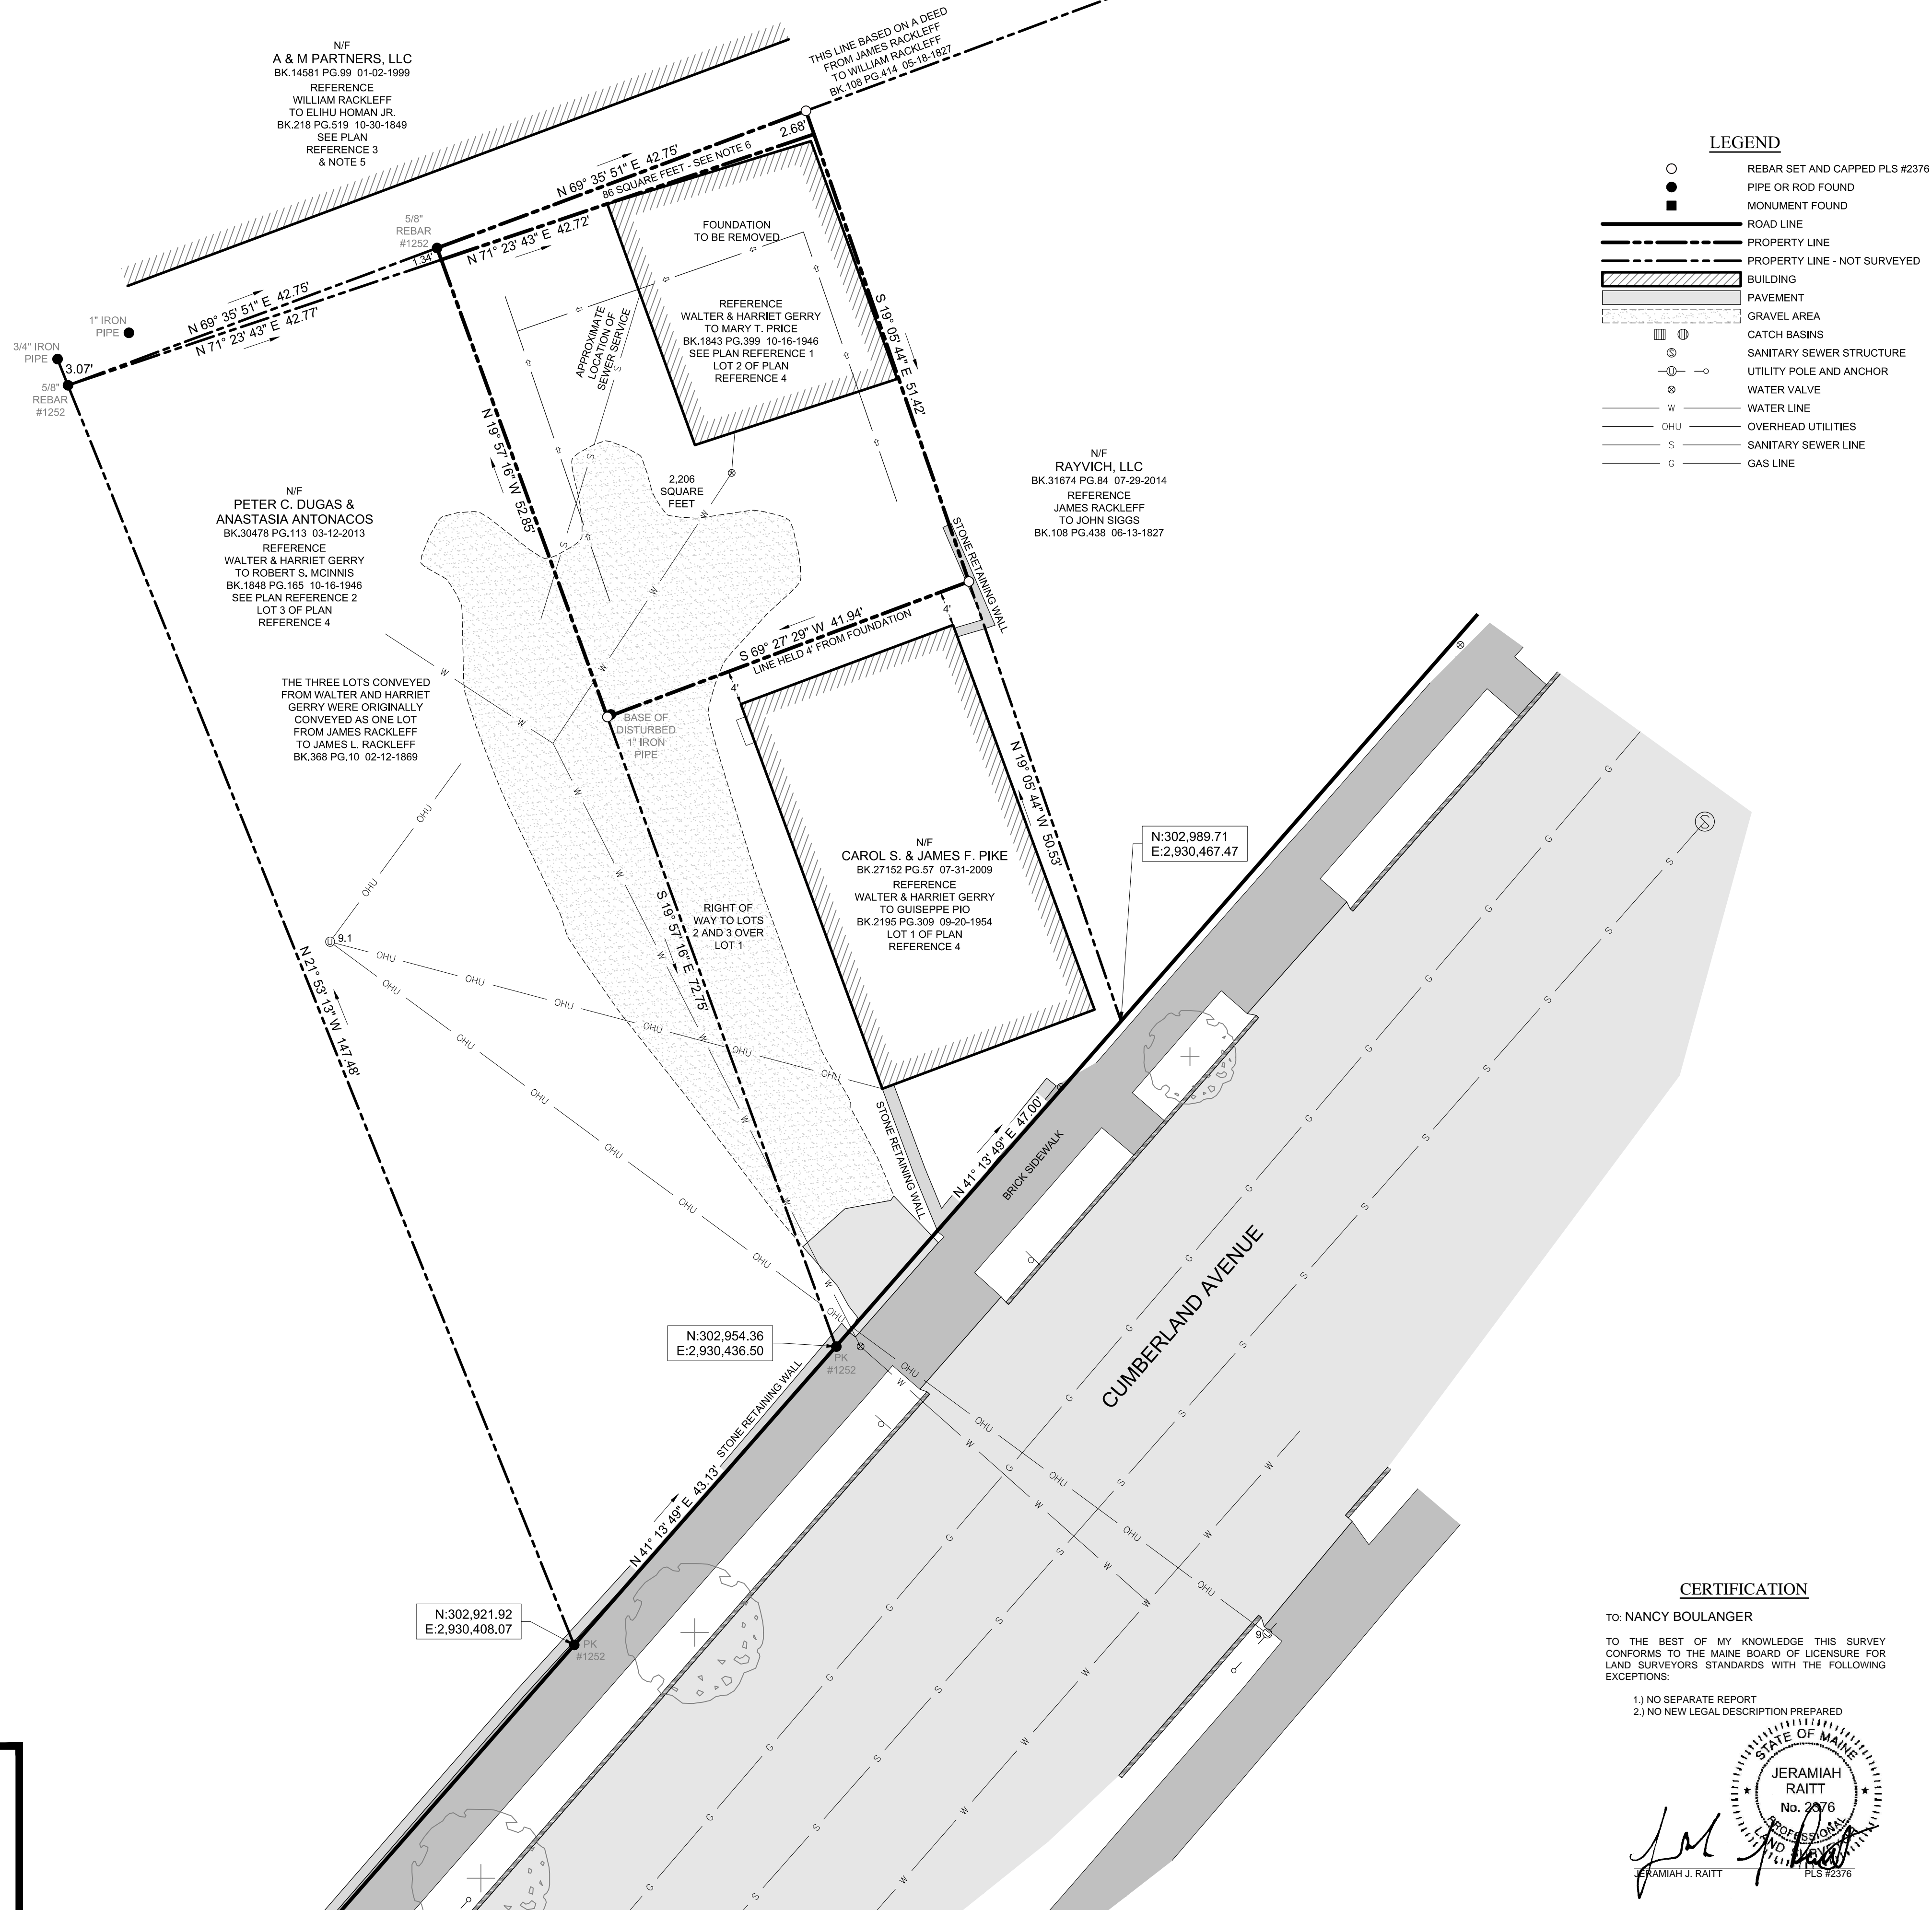 N/F
A & M PARTNERS, LLC
BK.14581 PG.99 01-02-1999
REFERENCE
WILLIAM RACKLEFF
TO ELIHU HOMAN JR.
BK.218 PG.519 10-30-1849
SEE PLAN
REFERENCE 3
& NOTE 5
THIS LINE BASED ON A DEED
FROM JAMES RACKLEFF
TO WILLIAM RACKLEFF
BK.108 PG.414 05-18-1827
2.68'
N 69° 35' 51" E 42.75'
86 SQUARE FEET - SEE NOTE 6
N 71° 23' 43" E 42.72'
5/8"
REBAR
#1252
1.34'
N 69° 35' 51" E 42.75'
N 71° 23' 43" E 42.77'
1" IRON
PIPE
3/4" IRON
PIPE
3.07'
5/8"
REBAR
#1252
FOUNDATION
TO BE REMOVED
REFERENCE
WALTER & HARRIET GERRY
TO MARY T. PRICE
BK.1843 PG.399 10-16-1946
SEE PLAN REFERENCE 1
LOT 2 OF PLAN
REFERENCE 4
APPROXIMATE
LOCATION OF
SEWER SERVICE
S
S
S
S 19° 05' 44" E 51.42'
N 19° 57' 16" W 52.85'
2,206
SQUARE
FEET
N/F
RAYVICH, LLC
BK.31674 PG.84 07-29-2014
REFERENCE
JAMES RACKLEFF
TO JOHN SIGGS
BK.108 PG.438 06-13-1827
N/F
PETER C. DUGAS &
ANASTASIA ANTONACOS
BK.30478 PG.113 03-12-2013
REFERENCE
WALTER & HARRIET GERRY
TO ROBERT S. MCINNIS
BK.1848 PG.165 10-16-1946
SEE PLAN REFERENCE 2
LOT 3 OF PLAN
REFERENCE 4
STONE RETAINING WALL
S 69° 27' 29" W 41.94'
LINE HELD 4' FROM FOUNDATION
4'
4'
THE THREE LOTS CONVEYED
FROM WALTER AND HARRIET
GERRY WERE ORIGINALLY
CONVEYED AS ONE LOT
FROM JAMES RACKLEFF
TO JAMES L. RACKLEFF
BK.368 PG.10 02-12-1869
BASE OF
DISTURBED
1" IRON
PIPE
N 19° 05' 44" W 50.53'
N:302,989.71
E:2,930,467.47
N/F
CAROL S. & JAMES F. PIKE
BK.27152 PG.57 07-31-2009
REFERENCE
WALTER & HARRIET GERRY
TO GUISEPPE PIO
BK.2195 PG.309 09-20-1954
LOT 1 OF PLAN
REFERENCE 4
RIGHT OF
WAY TO LOTS
2 AND 3 OVER
LOT 1
S 19° 57' 16" E 72.75'
U 9.1
OHU
OHU
OHU
OHU
OHU
N 21° 53' 13" W 147.48'
STONE RETAINING WALL
N 41° 13' 49" E 47.00'
BRICK SIDEWALK
CUMBERLAND AVENUE
N:302,954.36
E:2,930,436.50
PK
#1252
STONE RETAINING WALL
N 41° 13' 49" E 43.13'
N:302,921.92
E:2,930,408.07
PK
#1252
9
LEGEND
REBAR SET AND CAPPED PLS #2376
PIPE OR ROD FOUND
MONUMENT FOUND
ROAD LINE
PROPERTY LINE
PROPERTY LINE - NOT SURVEYED
BUILDING
PAVEMENT
GRAVEL AREA
CATCH BASINS
S SANITARY SEWER STRUCTURE
U UTILITY POLE AND ANCHOR
WATER VALVE
W WATER LINE
OHU OVERHEAD UTILITIES
S SANITARY SEWER LINE
G GAS LINE
CERTIFICATION
TO: NANCY BOULANGER
TO THE BEST OF MY KNOWLEDGE THIS SURVEY
CONFORMS TO THE MAINE BOARD OF LICENSURE FOR
LAND SURVEYORS STANDARDS WITH THE FOLLOWING
EXCEPTIONS:
1.) NO SEPARATE REPORT
2.) NO NEW LEGAL DESCRIPTION PREPARED
STATE OF MAINE
JERAMIAH
RAITT
No. 2376
PROFESSIONAL
LAND SURVEYOR
JERAMIAH J. RAITT PLS #2376